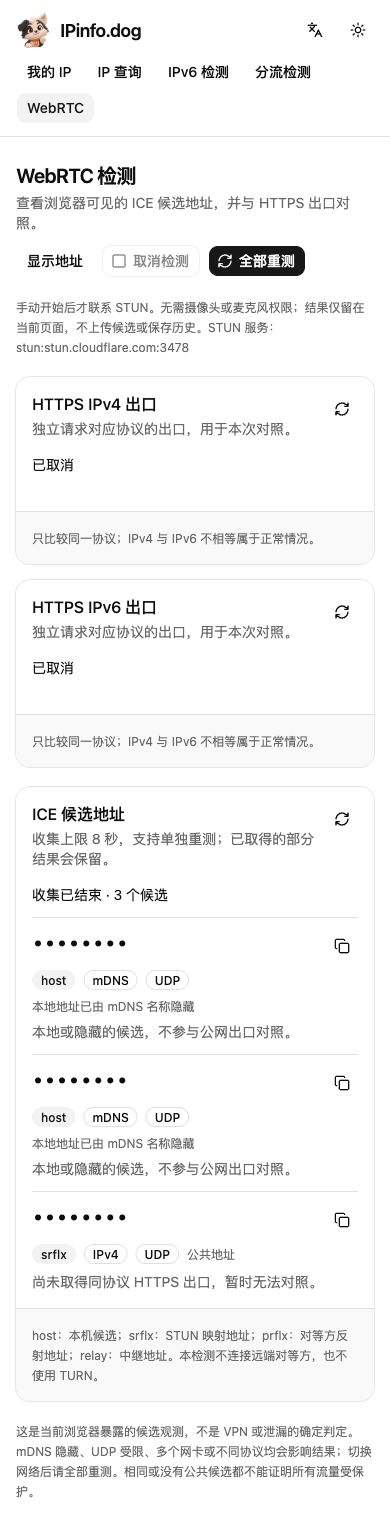 IPinfo.dog
我的 IP IP 查询 IPv6 检测 分流检测
WebRTC
WebRTC 检测
查看浏览器可见的 ICE 候选地址，并与 HTTPS 出口对
照。
显示地址 取消检测 全部重测
手动开始后才联系 STUN。无需摄像头或麦克风权限；结果仅留在
当前页面，不上传候选或保存历史。STUN 服务：
stun:stun.cloudflare.com:3478
HTTPS IPv4 出口
独立请求对应协议的出口，用于本次对照。
已取消
只比较同一协议；IPv4 与 IPv6 不相等属于正常情况。
HTTPS IPv6 出口
独立请求对应协议的出口，用于本次对照。
已取消
只比较同一协议；IPv4 与 IPv6 不相等属于正常情况。
ICE 候选地址
收集上限 8 秒，支持单独重测；已取得的部分
结果会保留。
收集已结束 · 3 个候选
••••••••
host mDNS UDP
本地地址已由 mDNS 名称隐藏
本地或隐藏的候选，不参与公网出口对照。
••••••••
host mDNS UDP
本地地址已由 mDNS 名称隐藏
本地或隐藏的候选，不参与公网出口对照。
••••••••
srflx IPv4 UDP 公共地址
尚未取得同协议 HTTPS 出口，暂时无法对照。
host：本机候选；srflx：STUN 映射地址；prflx：对等方反
射地址；relay：中继地址。本检测不连接远端对等方，也不
使用 TURN。
这是当前浏览器暴露的候选观测，不是 VPN 或泄漏的确定判定。
mDNS 隐藏、UDP 受限、多个网卡或不同协议均会影响结果；切换
网络后请全部重测。相同或没有公共候选都不能证明所有流量受保
护。